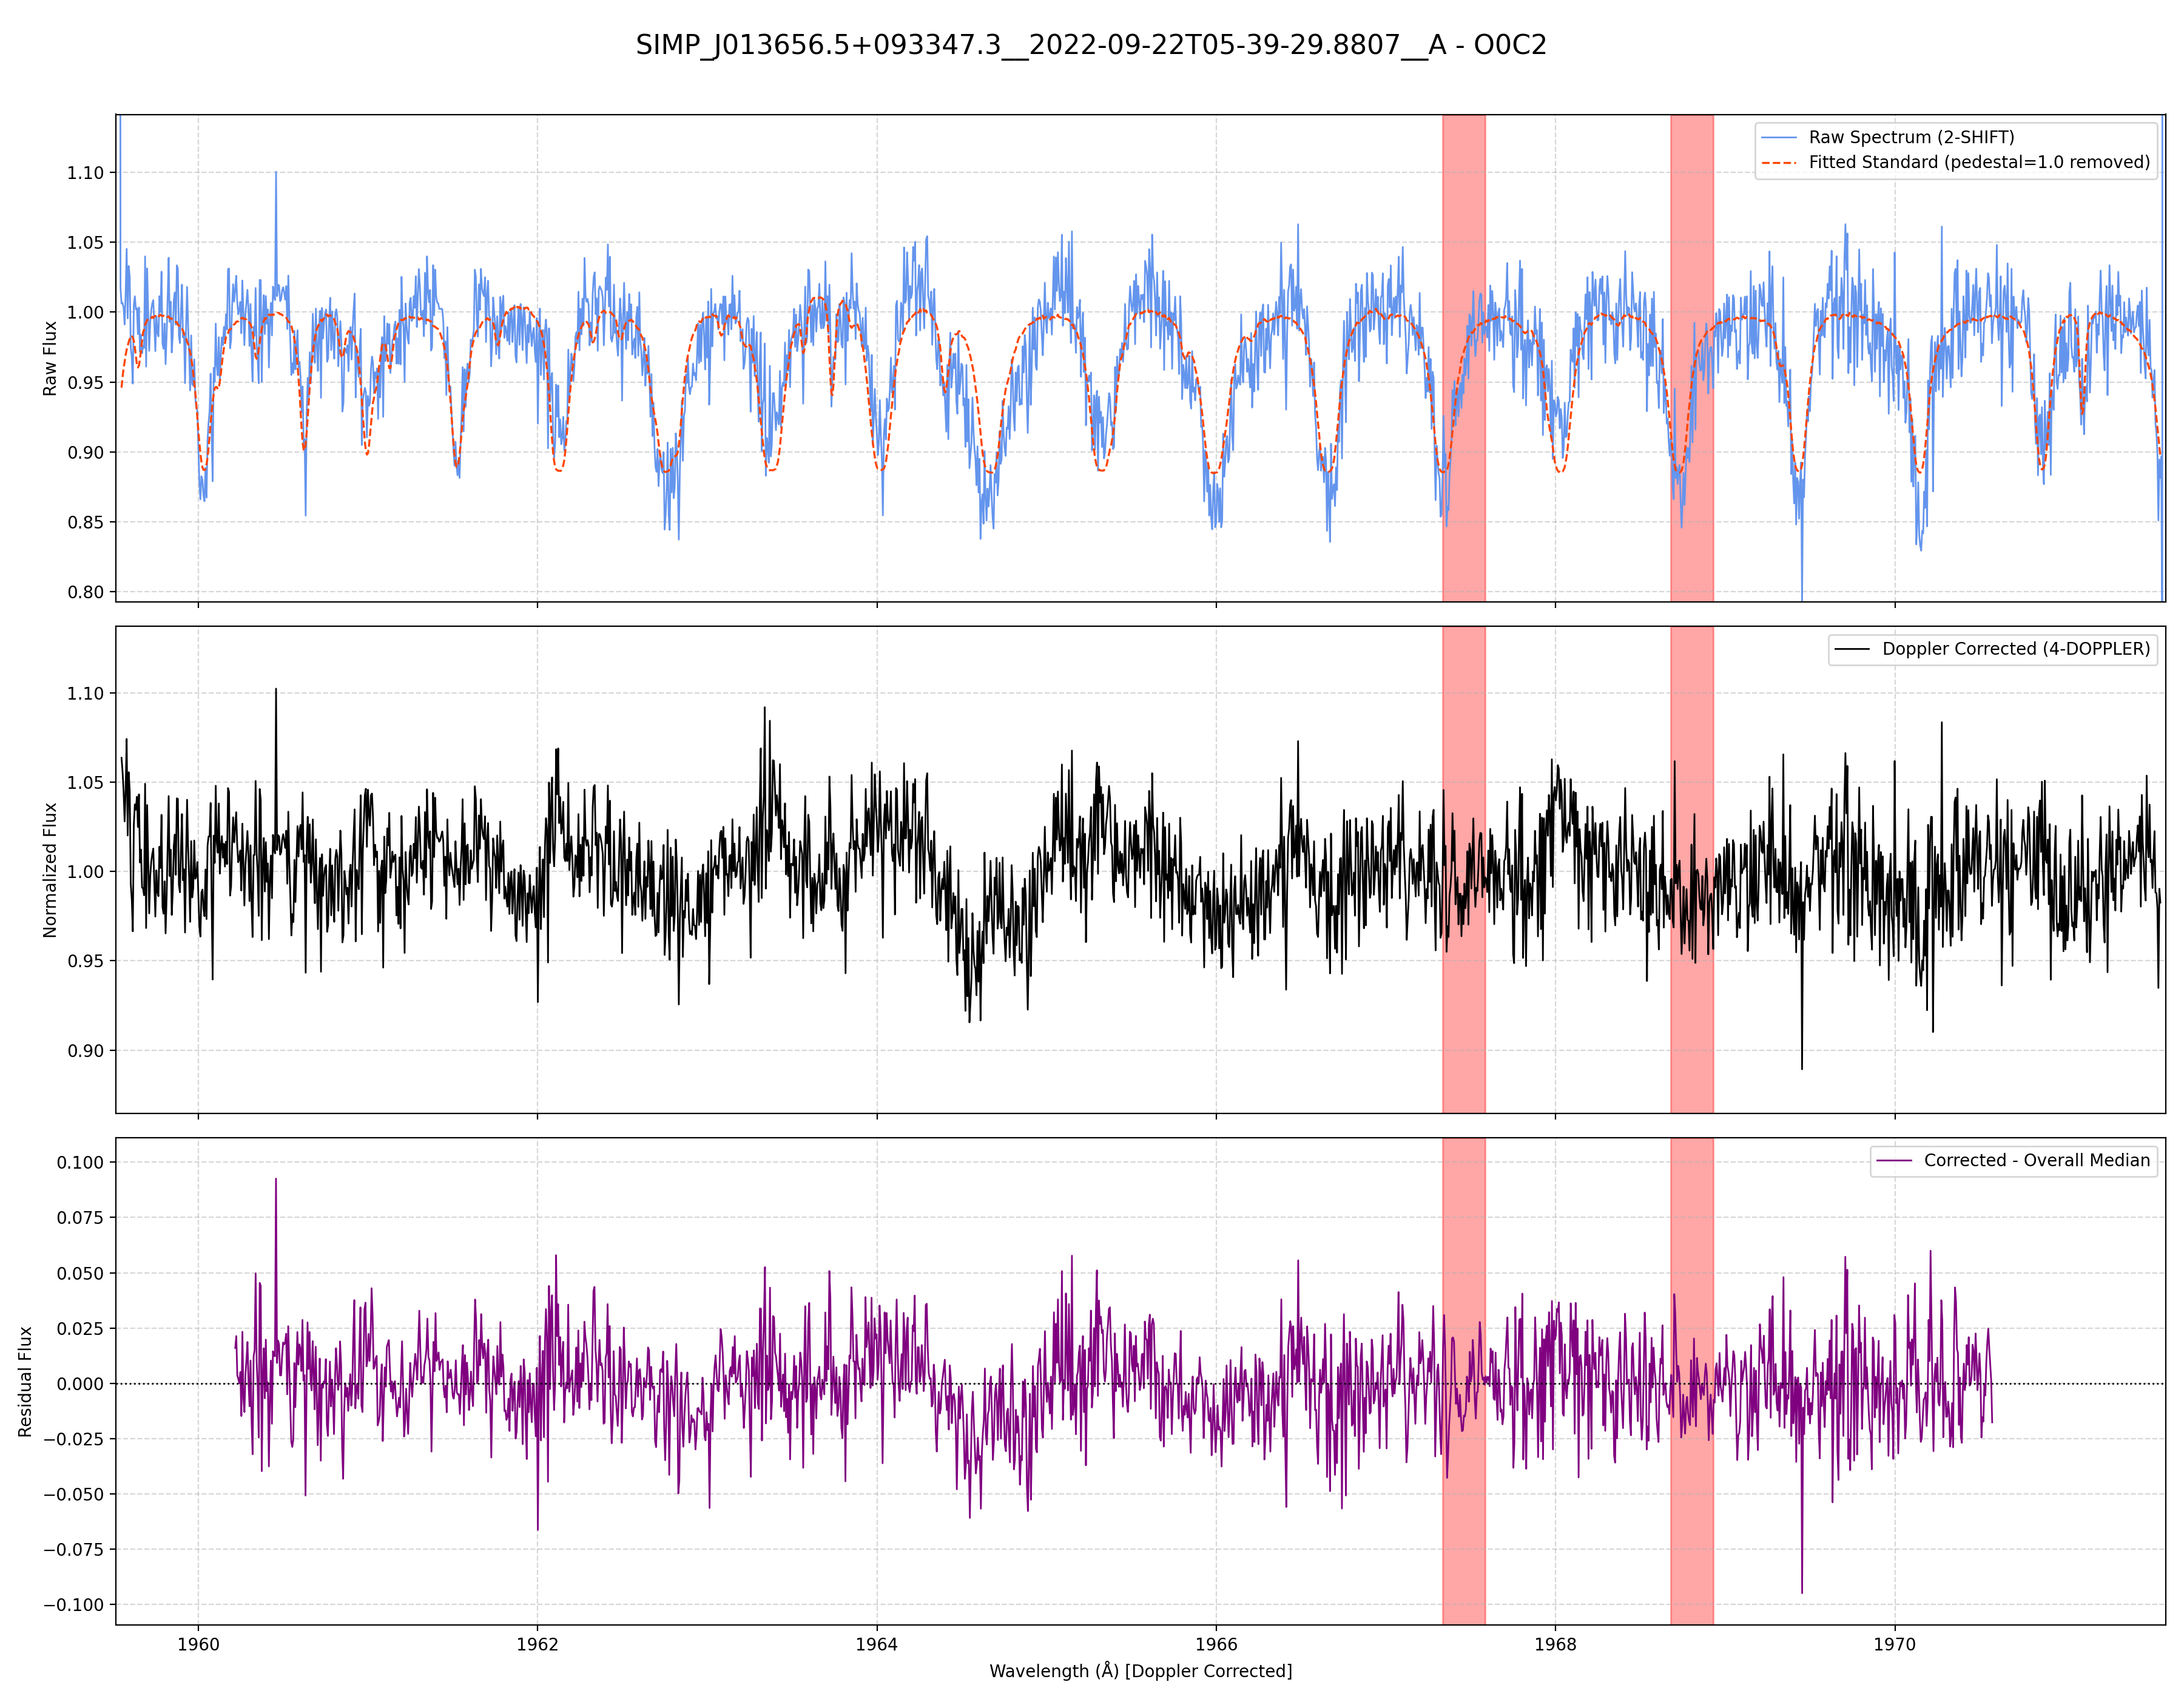 SIMP_J013656.5+093347.3__2022-09-22T05-39-29.8807__A - O0C2
Raw Flux
1.10
1.05
1.00
0.95
0.90
0.85
0.80
Raw Spectrum (2-SHIFT)
Fitted Standard (pedestal=1.0 removed)
Normalized Flux
1.10
1.05
1.00
0.95
0.90
Doppler Corrected (4-DOPPLER)
Residual Flux
0.100
0.075
0.050
0.025
0.000
−0.025
−0.050
−0.075
−0.100
Corrected - Overall Median
1960 1962 1964 1966 1968 1970
Wavelength (Å) [Doppler Corrected]